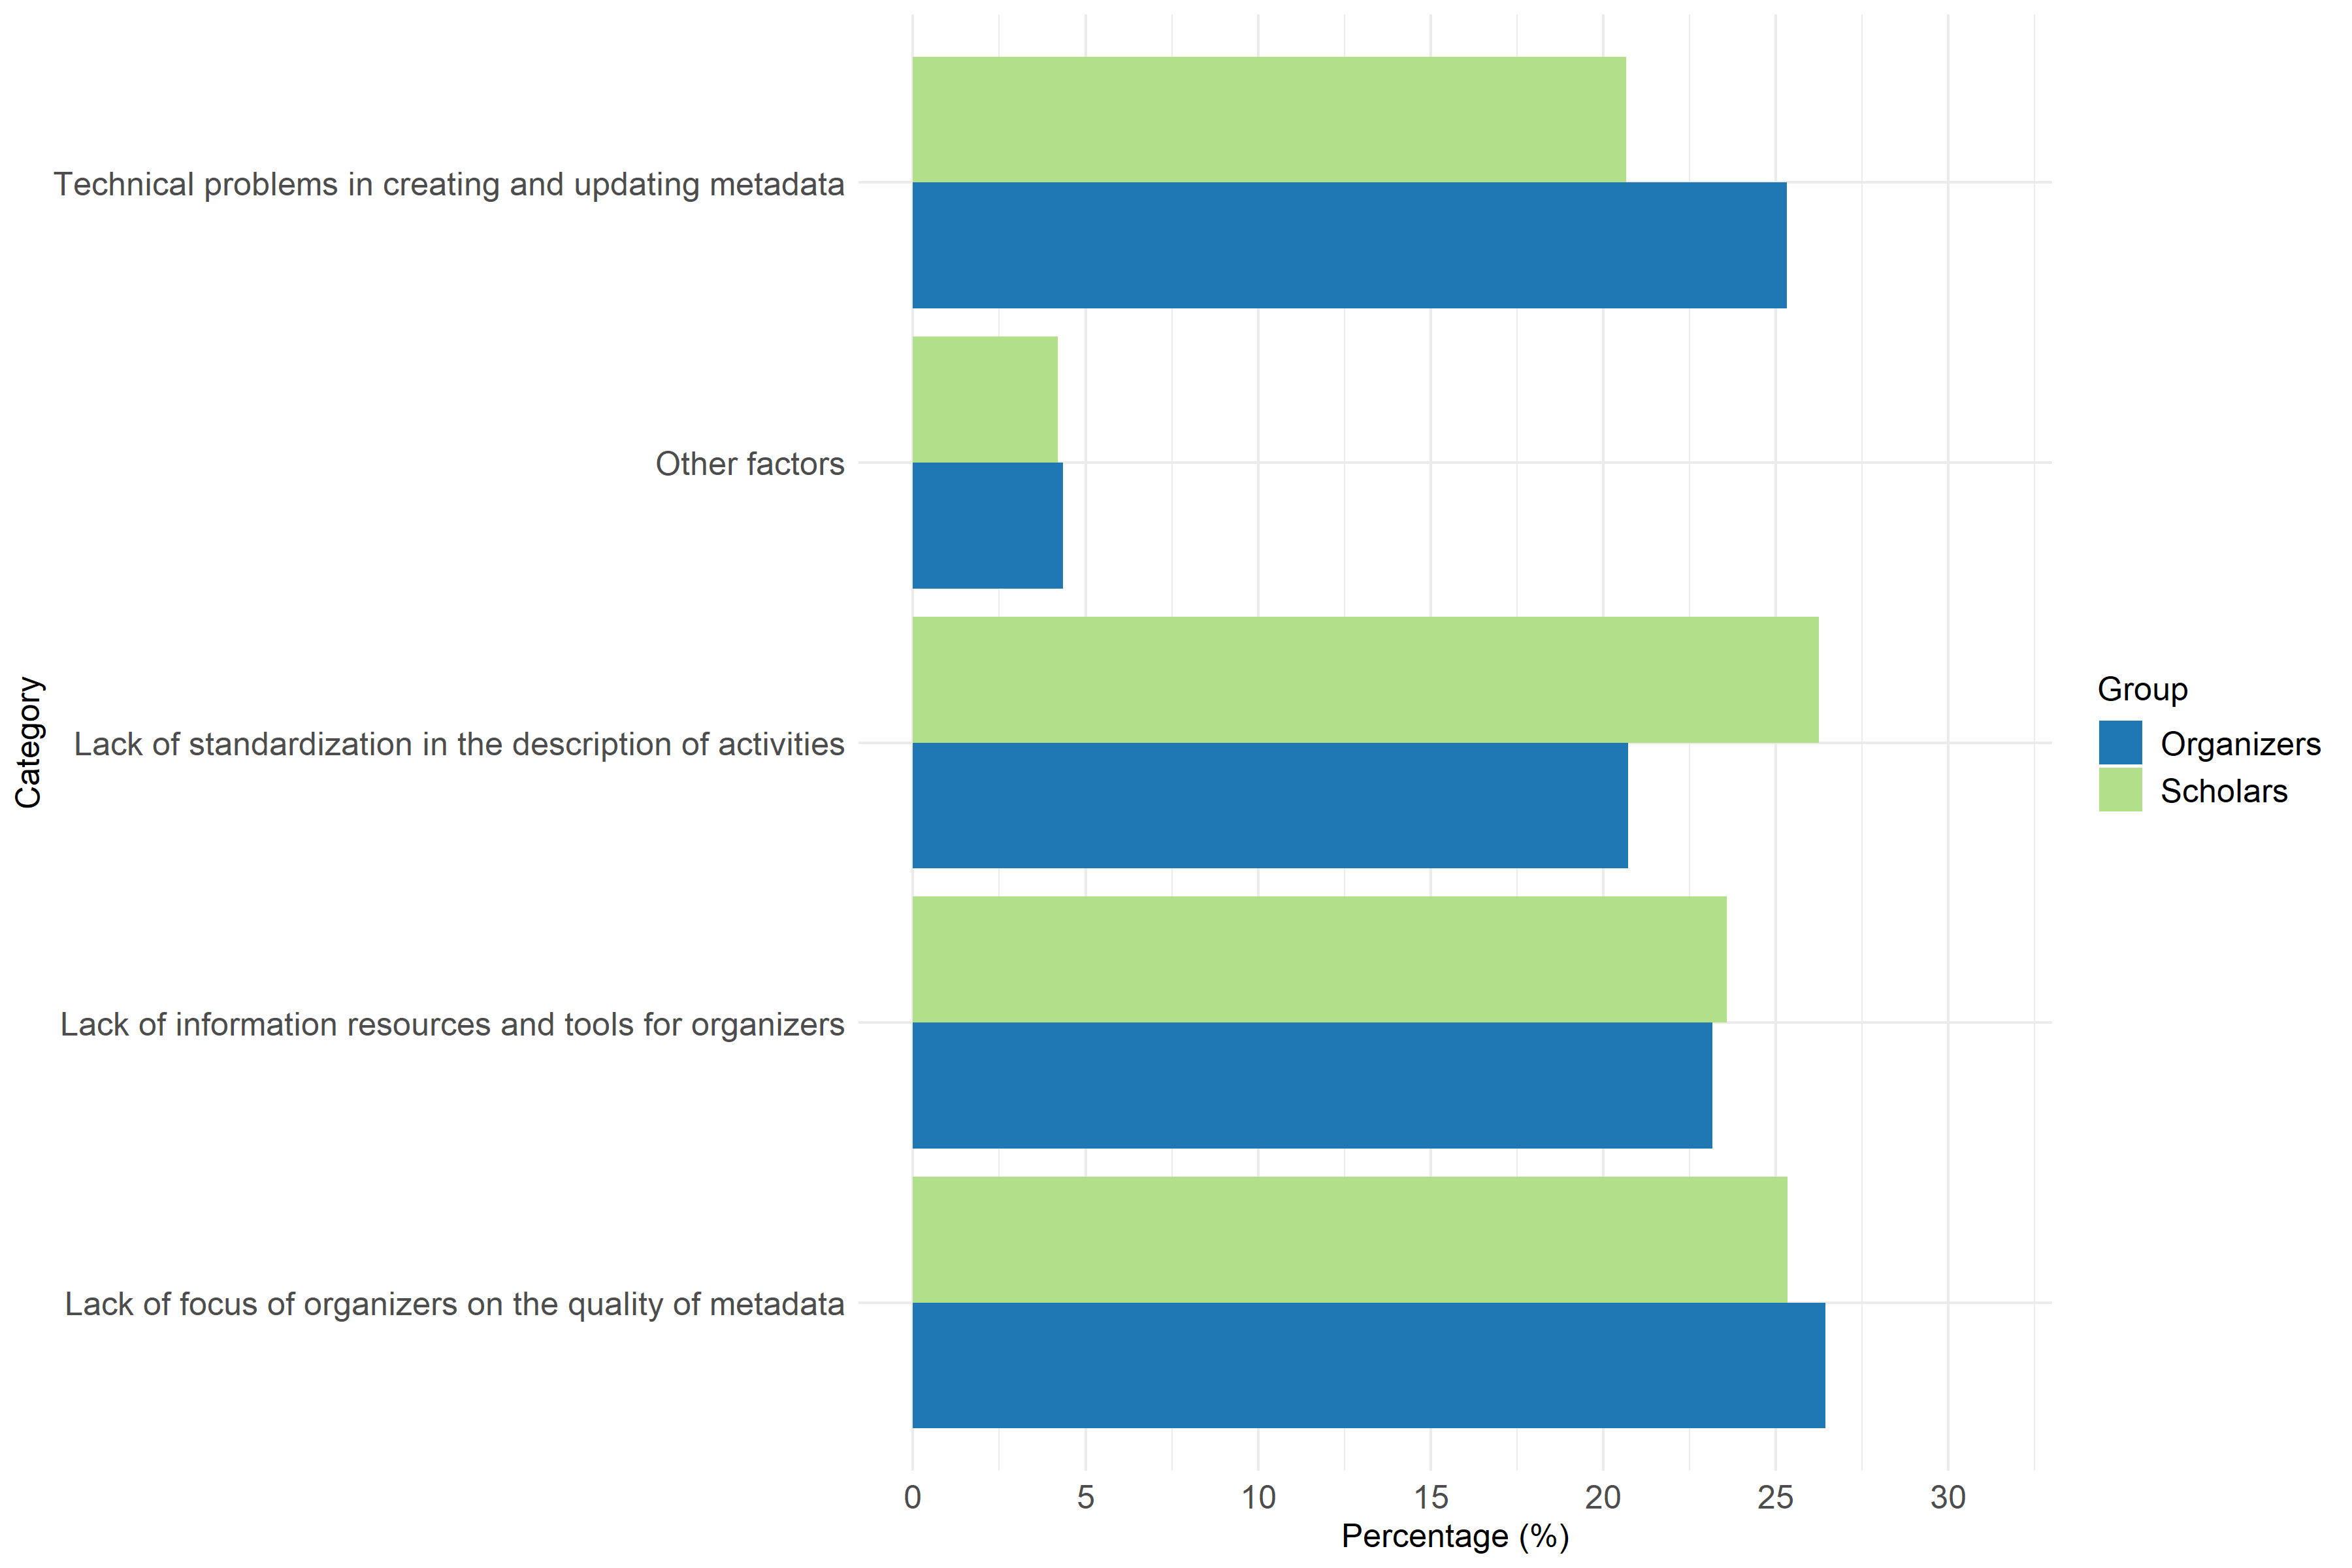 Technical problems in creating and updating metadata
Other factors
Lack of standardization in the description of activities
Lack of information resources and tools for organizers
Lack of focus of organizers on the quality of metadata
Category
0 5 10 15 20 25 30
Percentage (%)
Group
Organizers
Scholars